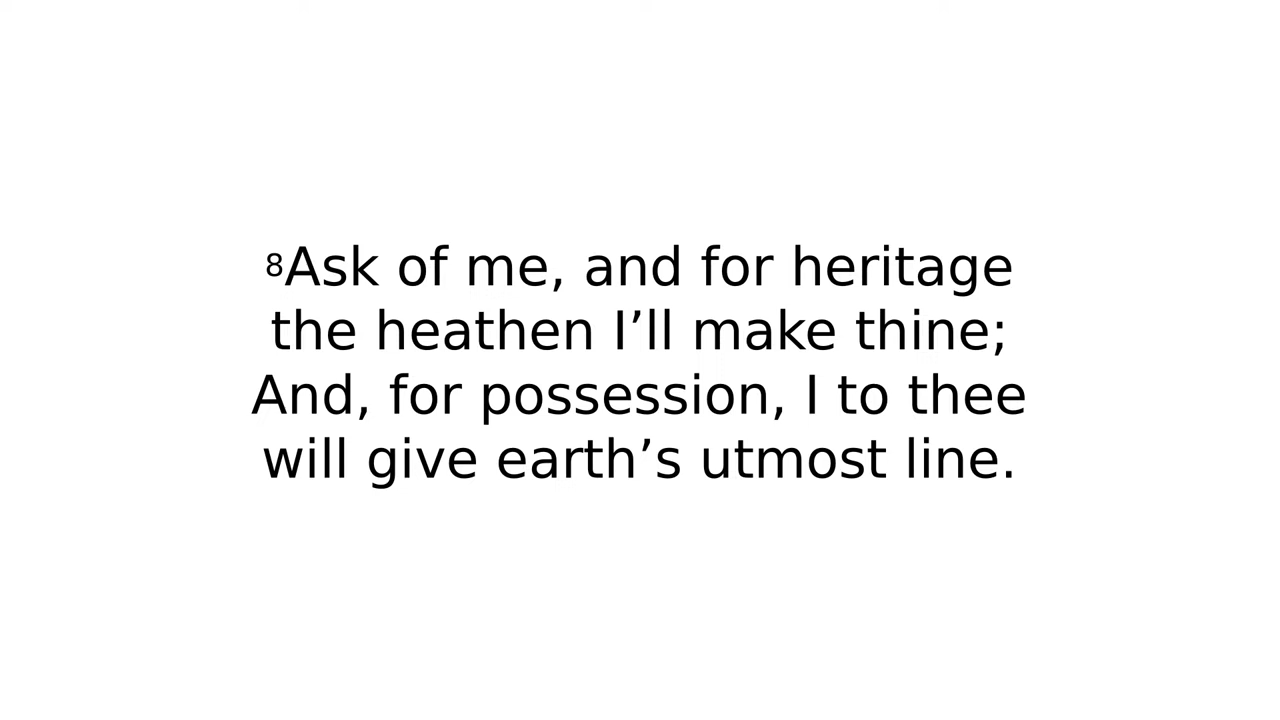 8Ask of me, and for heritage
the heathen I’ll make thine;
And, for possession, I to thee
will give earth’s utmost line.